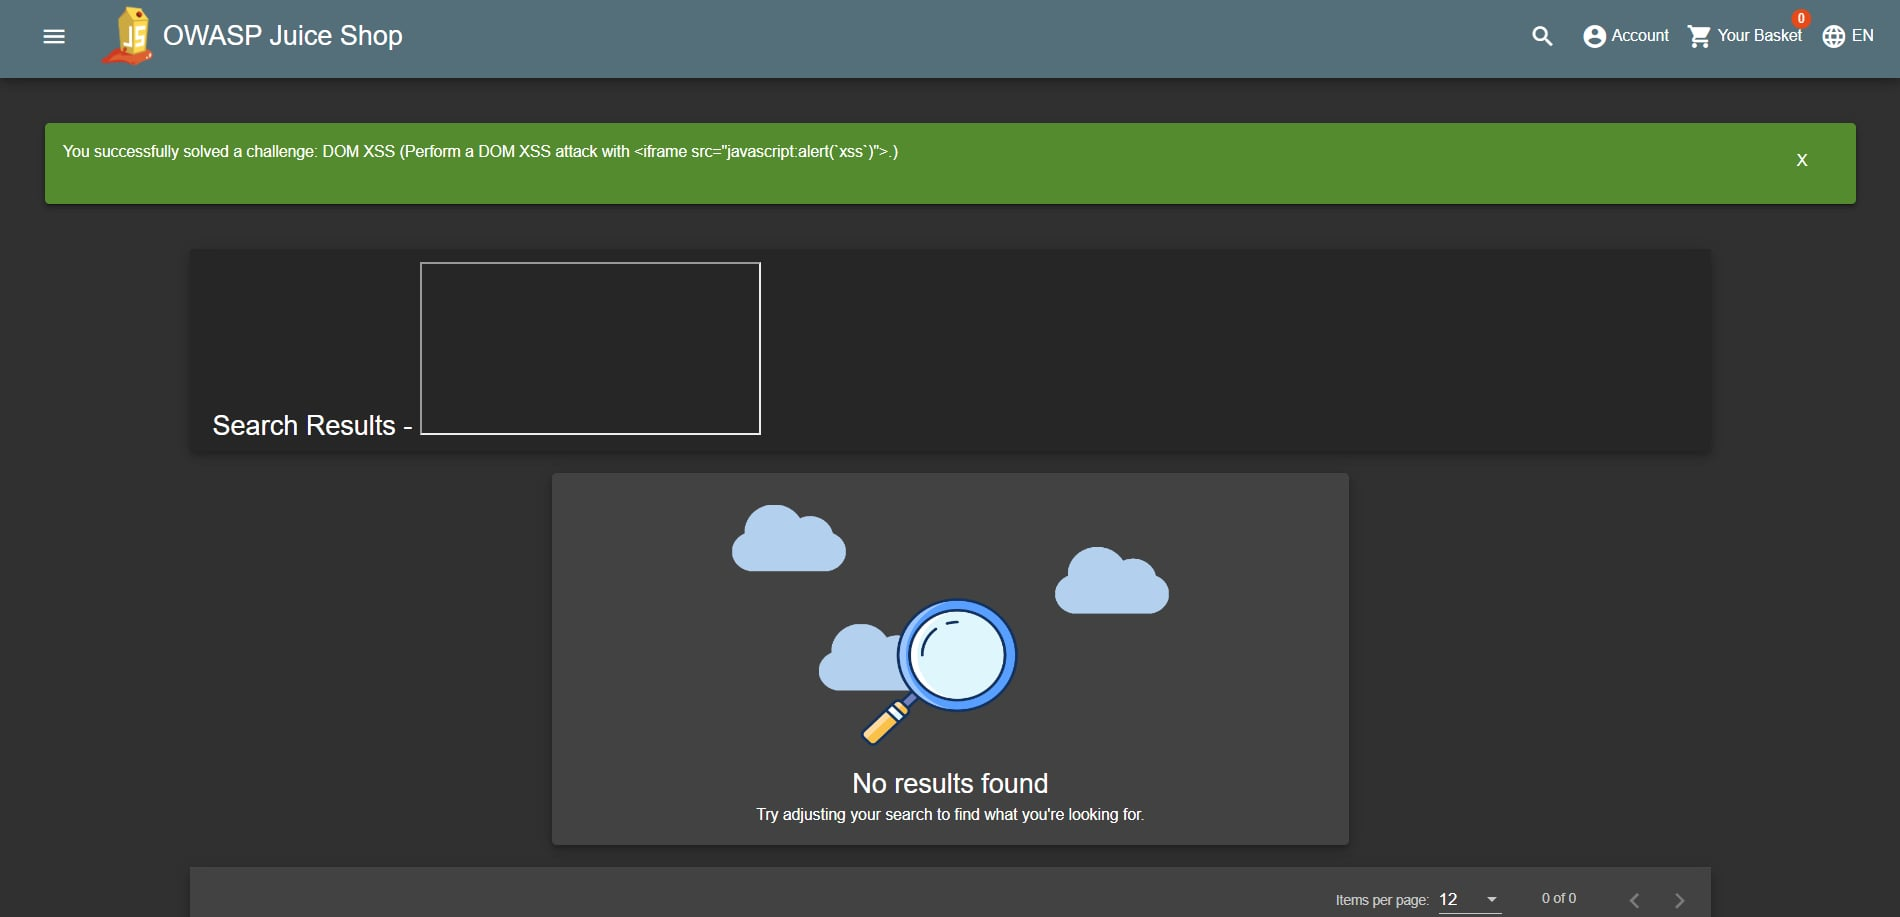 OWASP Juice Shop
Account
Your Basket
0
EN
You successfully solved a challenge: DOM XSS (Perform a DOM XSS attack with <iframe src="javascript:alert(`xss`)">.)
X
Search Results -
No results found
Try adjusting your search to find what you're looking for.
Items per page: 12
0 of 0